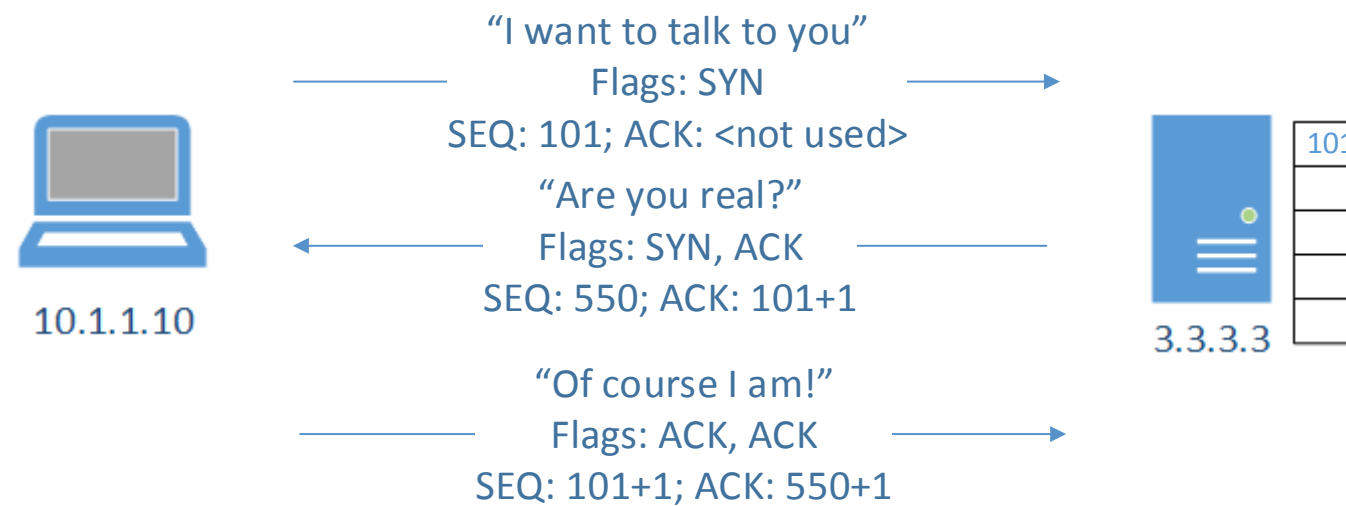 “I want to talk to you”
Flags: SYN
SEQ: 101; ACK: <not used>
“Are you real?”
Flags: SYN, ACK
SEQ: 550; ACK: 101+1
10.1.1.10
3.3.3.3
“Of course I am!”
Flags: ACK, ACK
SEQ: 101+1; ACK: 550+1